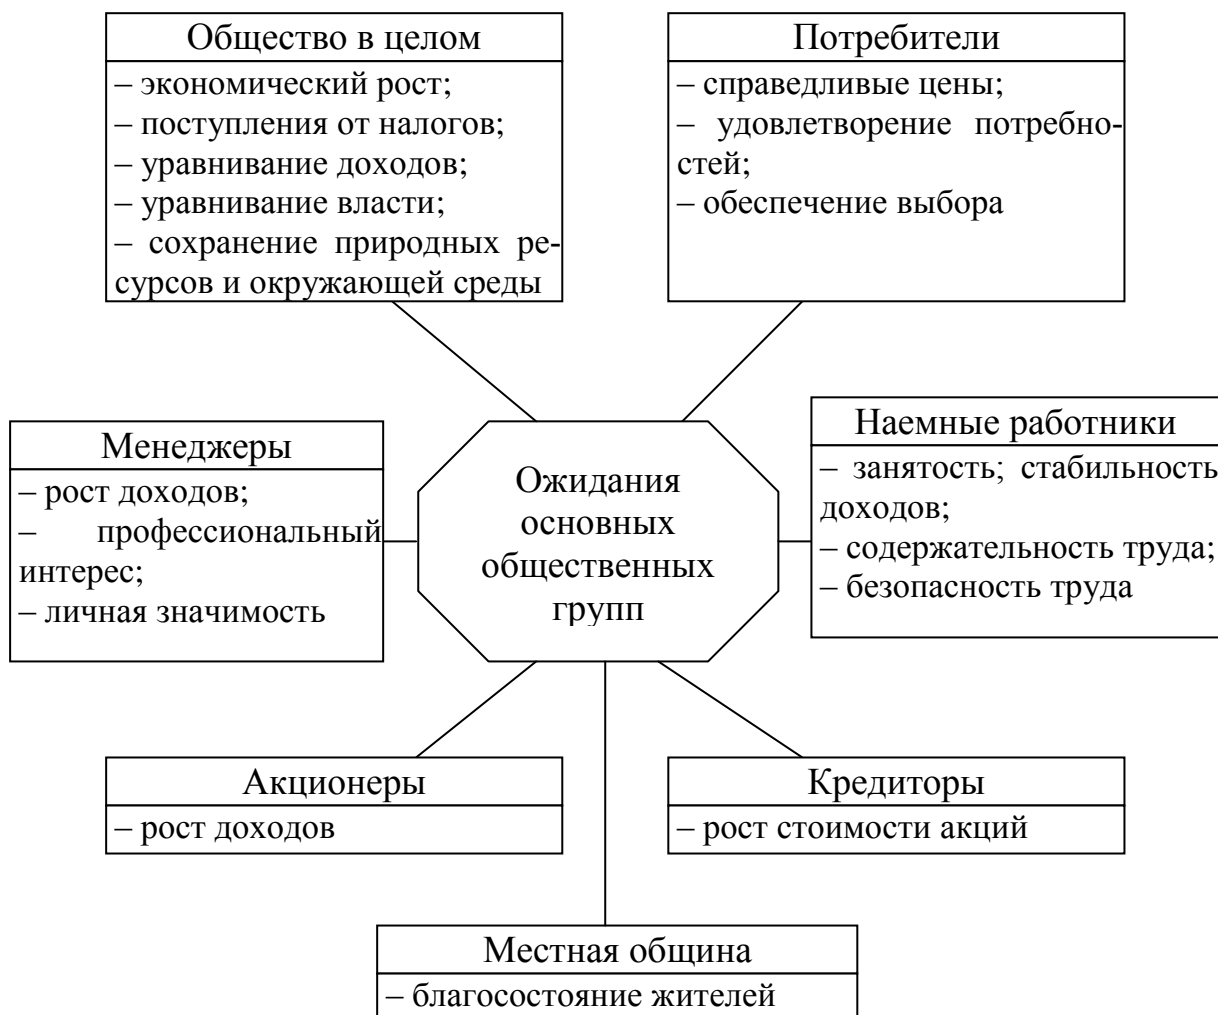 Общество в целом
– экономический рост;
– поступления от налогов;
– уравнивание доходов;
– уравнивание власти;
– сохранение природных ре-
сурсов и окружающей среды
Потребители
– справедливые цены;
– удовлетворение потребно-
стей;
– обеспечение выбора
Менеджеры
– рост доходов;
– профессиональный
интерес;
– личная значимость
Ожидания
основных
общественных
групп
Наемные работники
– занятость; стабильность
доходов;
– содержательность труда;
– безопасность труда
Акционеры
– рост доходов
Кредиторы
– рост стоимости акций
Местная община
– благосостояние жителей